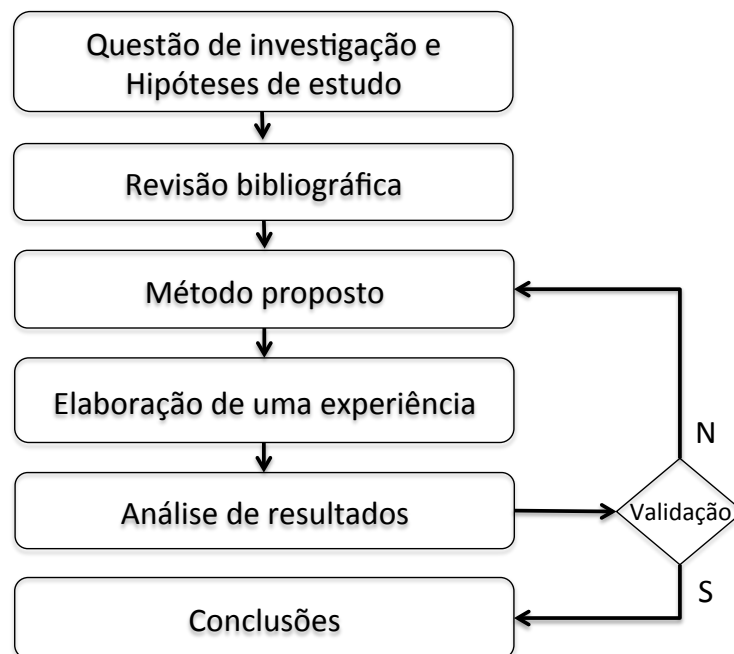 Questão de investigação e
Hipóteses de estudo
Revisão bibliográfica
Método proposto
Elaboração de uma experiência
N
Análise de resultados
Validação
S
Conclusões